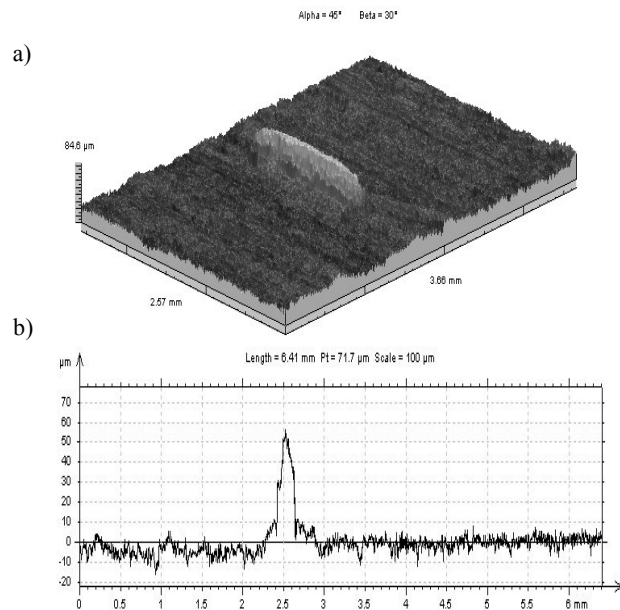 Alpha = 45° Beta = 30°
a)
84.6 µm
3.66 mm
2.57 mm
b)
µm Length = 6.41 mm Pt = 71.7 µm Scale = 100 µm
70
60
50
40
30
20
10
0
-10
-20
0 0.5 1 1.5 2 2.5 3 3.5 4 4.5 5 5.5 6 mm